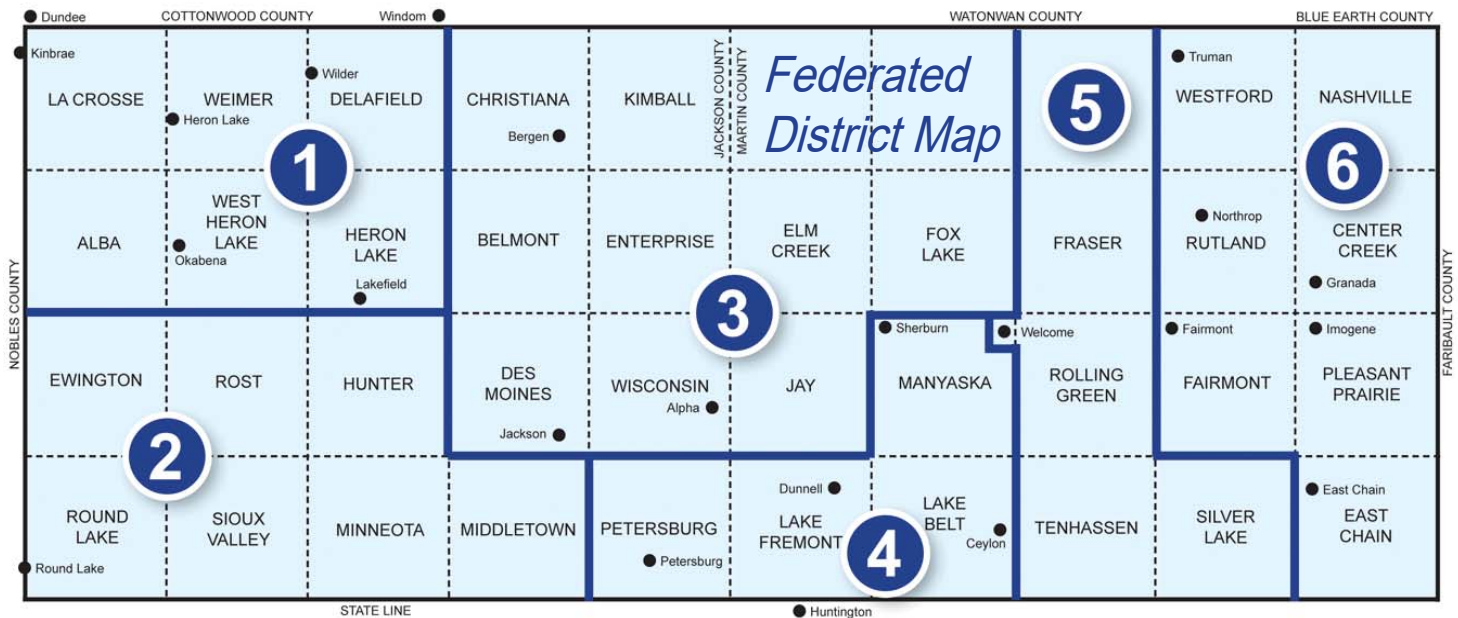 Dundee
COTTONWOOD COUNTY
Windom
WATONWAN COUNTY
BLUE EARTH COUNTY
Kinbrae
Wilder
Truman
LA CROSSE
WEIMER
DELAFIELD
CHRISTIANA
KIMBALL
JACKSON COUNTY
MARTIN COUNTY
Federated
District Map
5
WESTFORD
NASHVILLE
Heron Lake
Bergen
1
6
ALBA
WEST
HERON
LAKE
Okabena
HERON
LAKE
Lakefield
BELMONT
ENTERPRISE
ELM
CREEK
FOX
LAKE
FRASER
Northrop
RUTLAND
CENTER
CREEK
Granada
NOBLES COUNTY
FARIBAULT COUNTY
3
Sherburn
Welcome
Fairmont
Imogene
EWINGTON
ROST
HUNTER
DES
MOINES
Jackson
WISCONSIN
Alpha
JAY
MANYASKA
ROLLING
GREEN
FAIRMONT
PLEASANT
PRAIRIE
2
ROUND
LAKE
SIOUX
VALLEY
MINNEOTA
MIDDLETOWN
PETERSBURG
Petersburg
Dunnell
LAKE
FREMONT
LAKE
BELT
Ceylon
4
TENHASSEN
SILVER
LAKE
East Chain
EAST
CHAIN
Round Lake
STATE LINE
Huntington